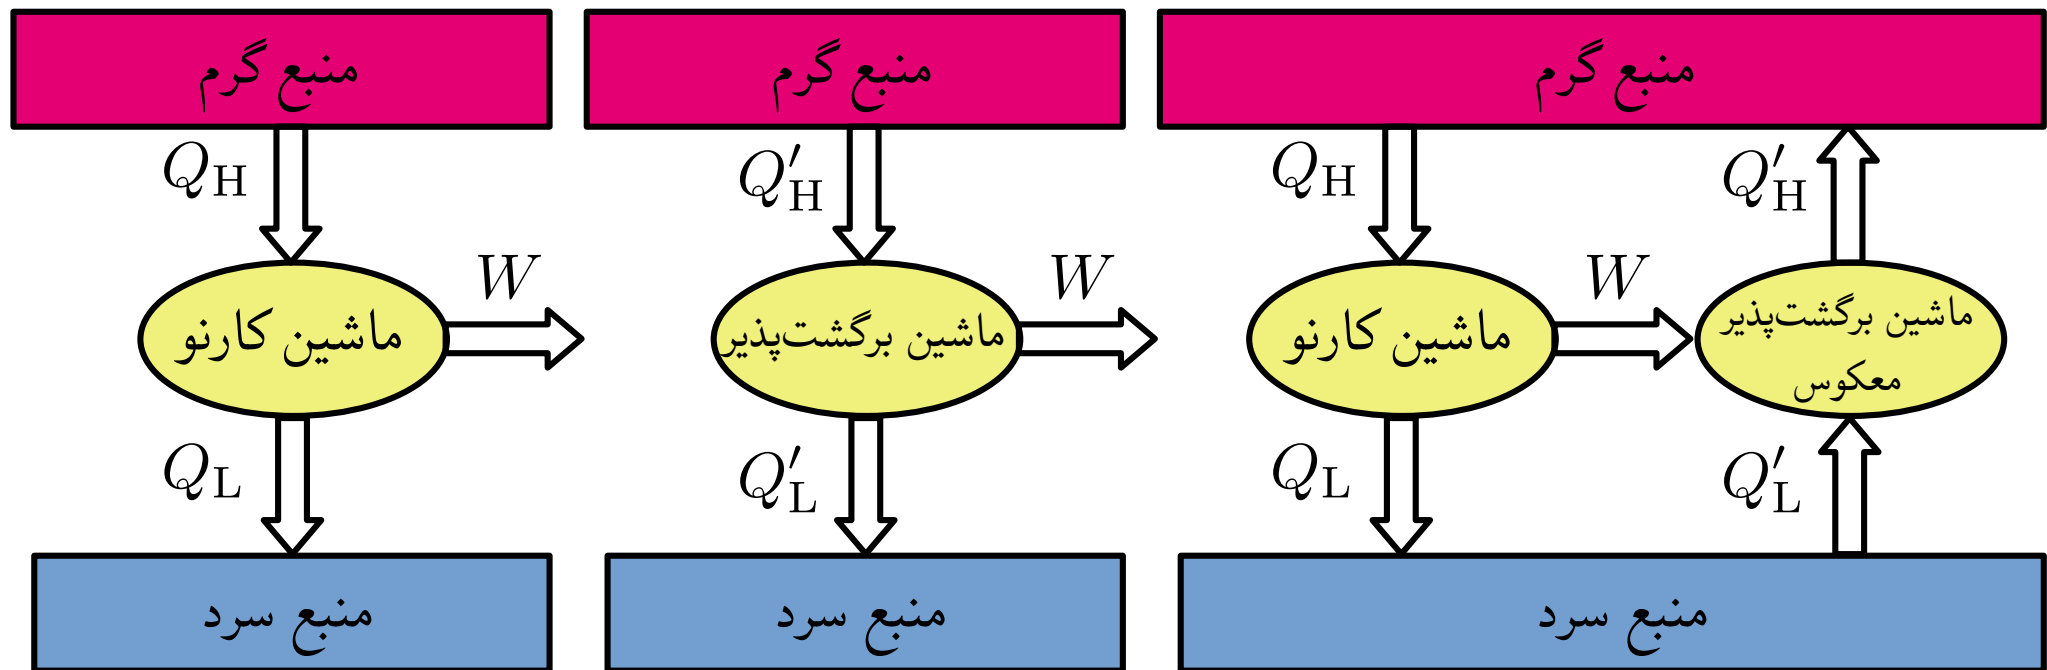 منبع گرم
Q_H
W
ماشین کارنو
Q_L
منبع سرد
منبع گرم
Q′_H
W
ماشین برگشت‌پذیر
Q′_L
منبع سرد
منبع گرم
Q_H
Q′_H
W
ماشین کارنو
ماشین برگشت‌پذیر
معکوس
Q_L
Q′_L
منبع سرد